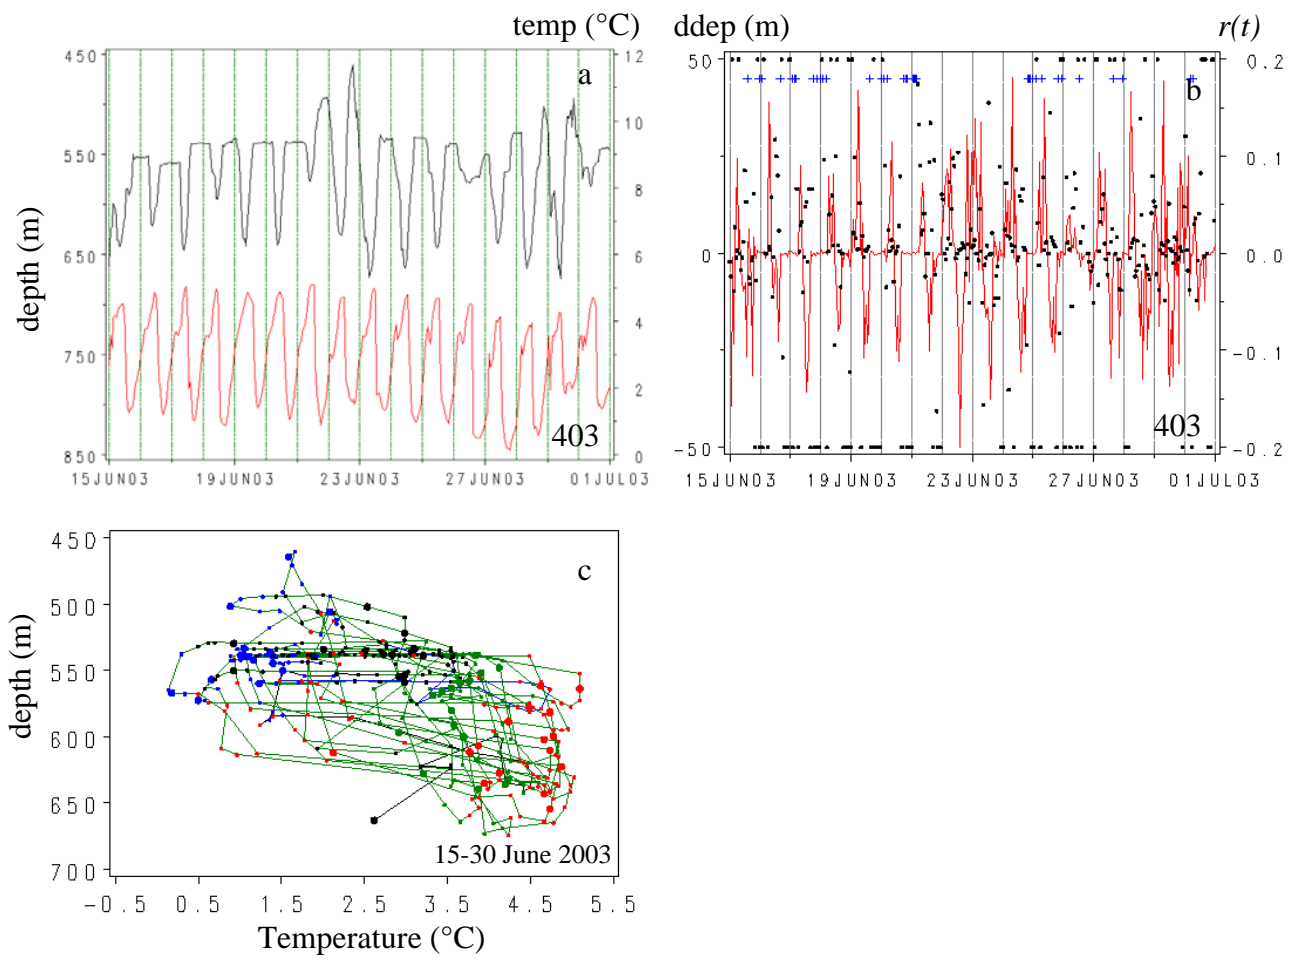 temp (°C)
ddep (m)
r(t)
450
550
650
750
850
depth (m)
12
10
8
6
4
2
0
a
403
15JUN03
19JUN03
23JUN03
27JUN03
01JUL03
50
0
-50
0.2
0.1
0.0
-0.1
-0.2
b
403
15JUN03
19JUN03
23JUN03
27JUN03
01JUL03
450
500
550
600
650
700
depth (m)
c
15-30 June 2003
-0.5
0.5
1.5
2.5
3.5
4.5
5.5
Temperature (°C)